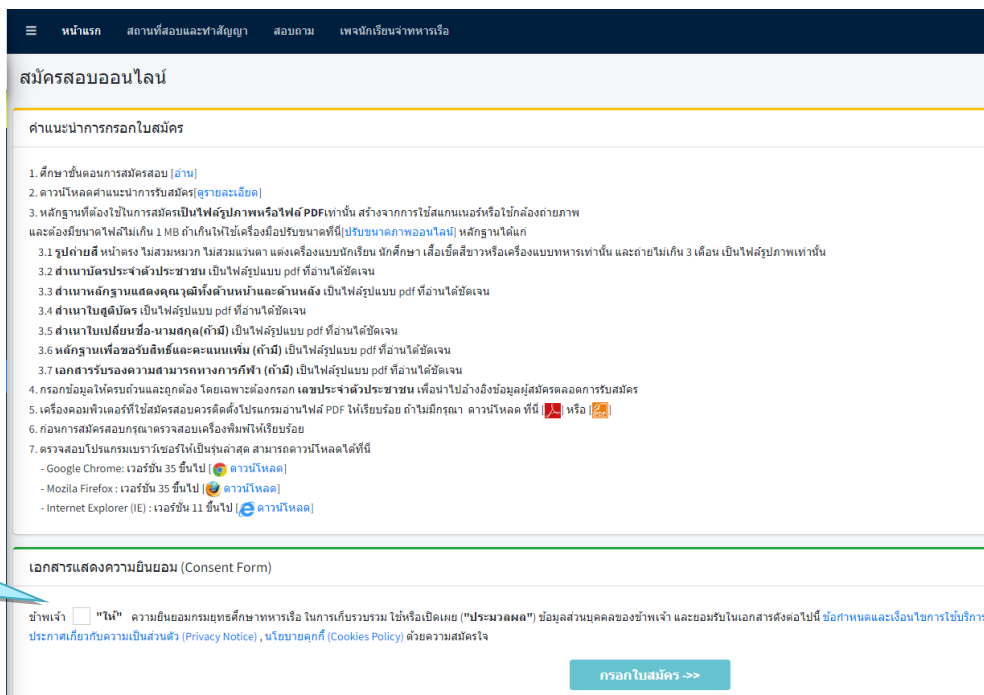 หน้าแรก สถานที่สอบและทำสัญญา สอบถาม เพจนักเรียนจ่าทหารเรือ
สมัครสอบออนไลน์
คำแนะนำการกรอกใบสมัคร
1. ศึกษาขั้นตอนการสมัครสอบ [อ่าน]
2. ดาวน์โหลดคำแนะนำการรับสมัคร[ดูรายละเอียด]
3. หลักฐานที่ต้องใช้ในการสมัครเป็นไฟล์รูปภาพหรือไฟล์ PDFเท่านั้น สร้างจากการใช้สแกนเนอร์หรือใช้กล้องถ่ายภาพ
และต้องมีขนาดไฟล์ไม่เกิน 1 MB ถ้าเกินให้ใช้เครื่องมือปรับขนาดที่นี่[ปรับขนาดภาพออนไลน์] หลักฐานได้แก่
3.1 รูปถ่ายสี หน้าตรง ไม่สวมหมวก ไม่สวมแว่นตา แต่งเครื่องแบบนักเรียน นักศึกษา เสื้อเชิ้ตสีขาวหรือเครื่องแบบทหารเท่านั้น และถ่ายไม่เกิน 3 เดือน เป็นไฟล์รูปภาพเท่านั้น
3.2 สำเนาบัตรประจำตัวประชาชน เป็นไฟล์รูปแบบ pdf ที่อ่านได้ชัดเจน
3.3 สำเนาหลักฐานแสดงคุณวุฒิทั้งด้านหน้าและด้านหลัง เป็นไฟล์รูปแบบ pdf ที่อ่านได้ชัดเจน
3.4 สำเนาใบสูติบัตร เป็นไฟล์รูปแบบ pdf ที่อ่านได้ชัดเจน
3.5 สำเนาใบเปลี่ยนชื่อ-นามสกุล(ถ้ามี) เป็นไฟล์รูปแบบ pdf ที่อ่านได้ชัดเจน
3.6 หลักฐานเพื่อขอรับสิทธิ์และคะแนนเพิ่ม (ถ้ามี) เป็นไฟล์รูปแบบ pdf ที่อ่านได้ชัดเจน
3.7 เอกสารรับรองความสามารถทางการกีฬา (ถ้ามี) เป็นไฟล์รูปแบบ pdf ที่อ่านได้ชัดเจน
4. กรอกข้อมูลให้ครบถ้วนและถูกต้อง โดยเฉพาะต้องกรอก เลขประจำตัวประชาชน เพื่อนำไปอ้างอิงข้อมูลผู้สมัครตลอดการรับสมัคร
5. เครื่องคอมพิวเตอร์ที่ใช้สมัครสอบควรติดตั้งโปรแกรมอ่านไฟล์ PDF ให้เรียบร้อย ถ้าไม่มีกรุณา ดาวน์โหลด ที่นี่ [] หรือ []
6. ก่อนการสมัครสอบกรุณาตรวจสอบเครื่องพิมพ์ให้เรียบร้อย
7. ตรวจสอบโปรแกรมเบราว์เซอร์ให้เป็นรุ่นล่าสุด สามารถดาวน์โหลดได้ที่นี่
- Google Chrome: เวอร์ชั่น 35 ขึ้นไป [ ดาวน์โหลด]
- Mozila Firefox : เวอร์ชั่น 35 ขึ้นไป [ ดาวน์โหลด]
- Internet Explorer (IE) : เวอร์ชั่น 11 ขึ้นไป [ ดาวน์โหลด]
เอกสารแสดงความยินยอม (Consent Form)
ข้าพเจ้า "ให้" ความยินยอมกรมยุทธศึกษาทหารเรือ ในการเก็บรวบรวม ใช้หรือเปิดเผย ("ประมวลผล") ข้อมูลส่วนบุคคลของข้าพเจ้า และยอมรับในเอกสารดังต่อไปนี้ ข้อกำหนดและเงื่อนไขการใช้บริการ
ประกาศเกี่ยวกับความเป็นส่วนตัว (Privacy Notice) , นโยบายคุกกี้ (Cookies Policy) ด้วยความสมัครใจ
กรอกใบสมัคร ->>